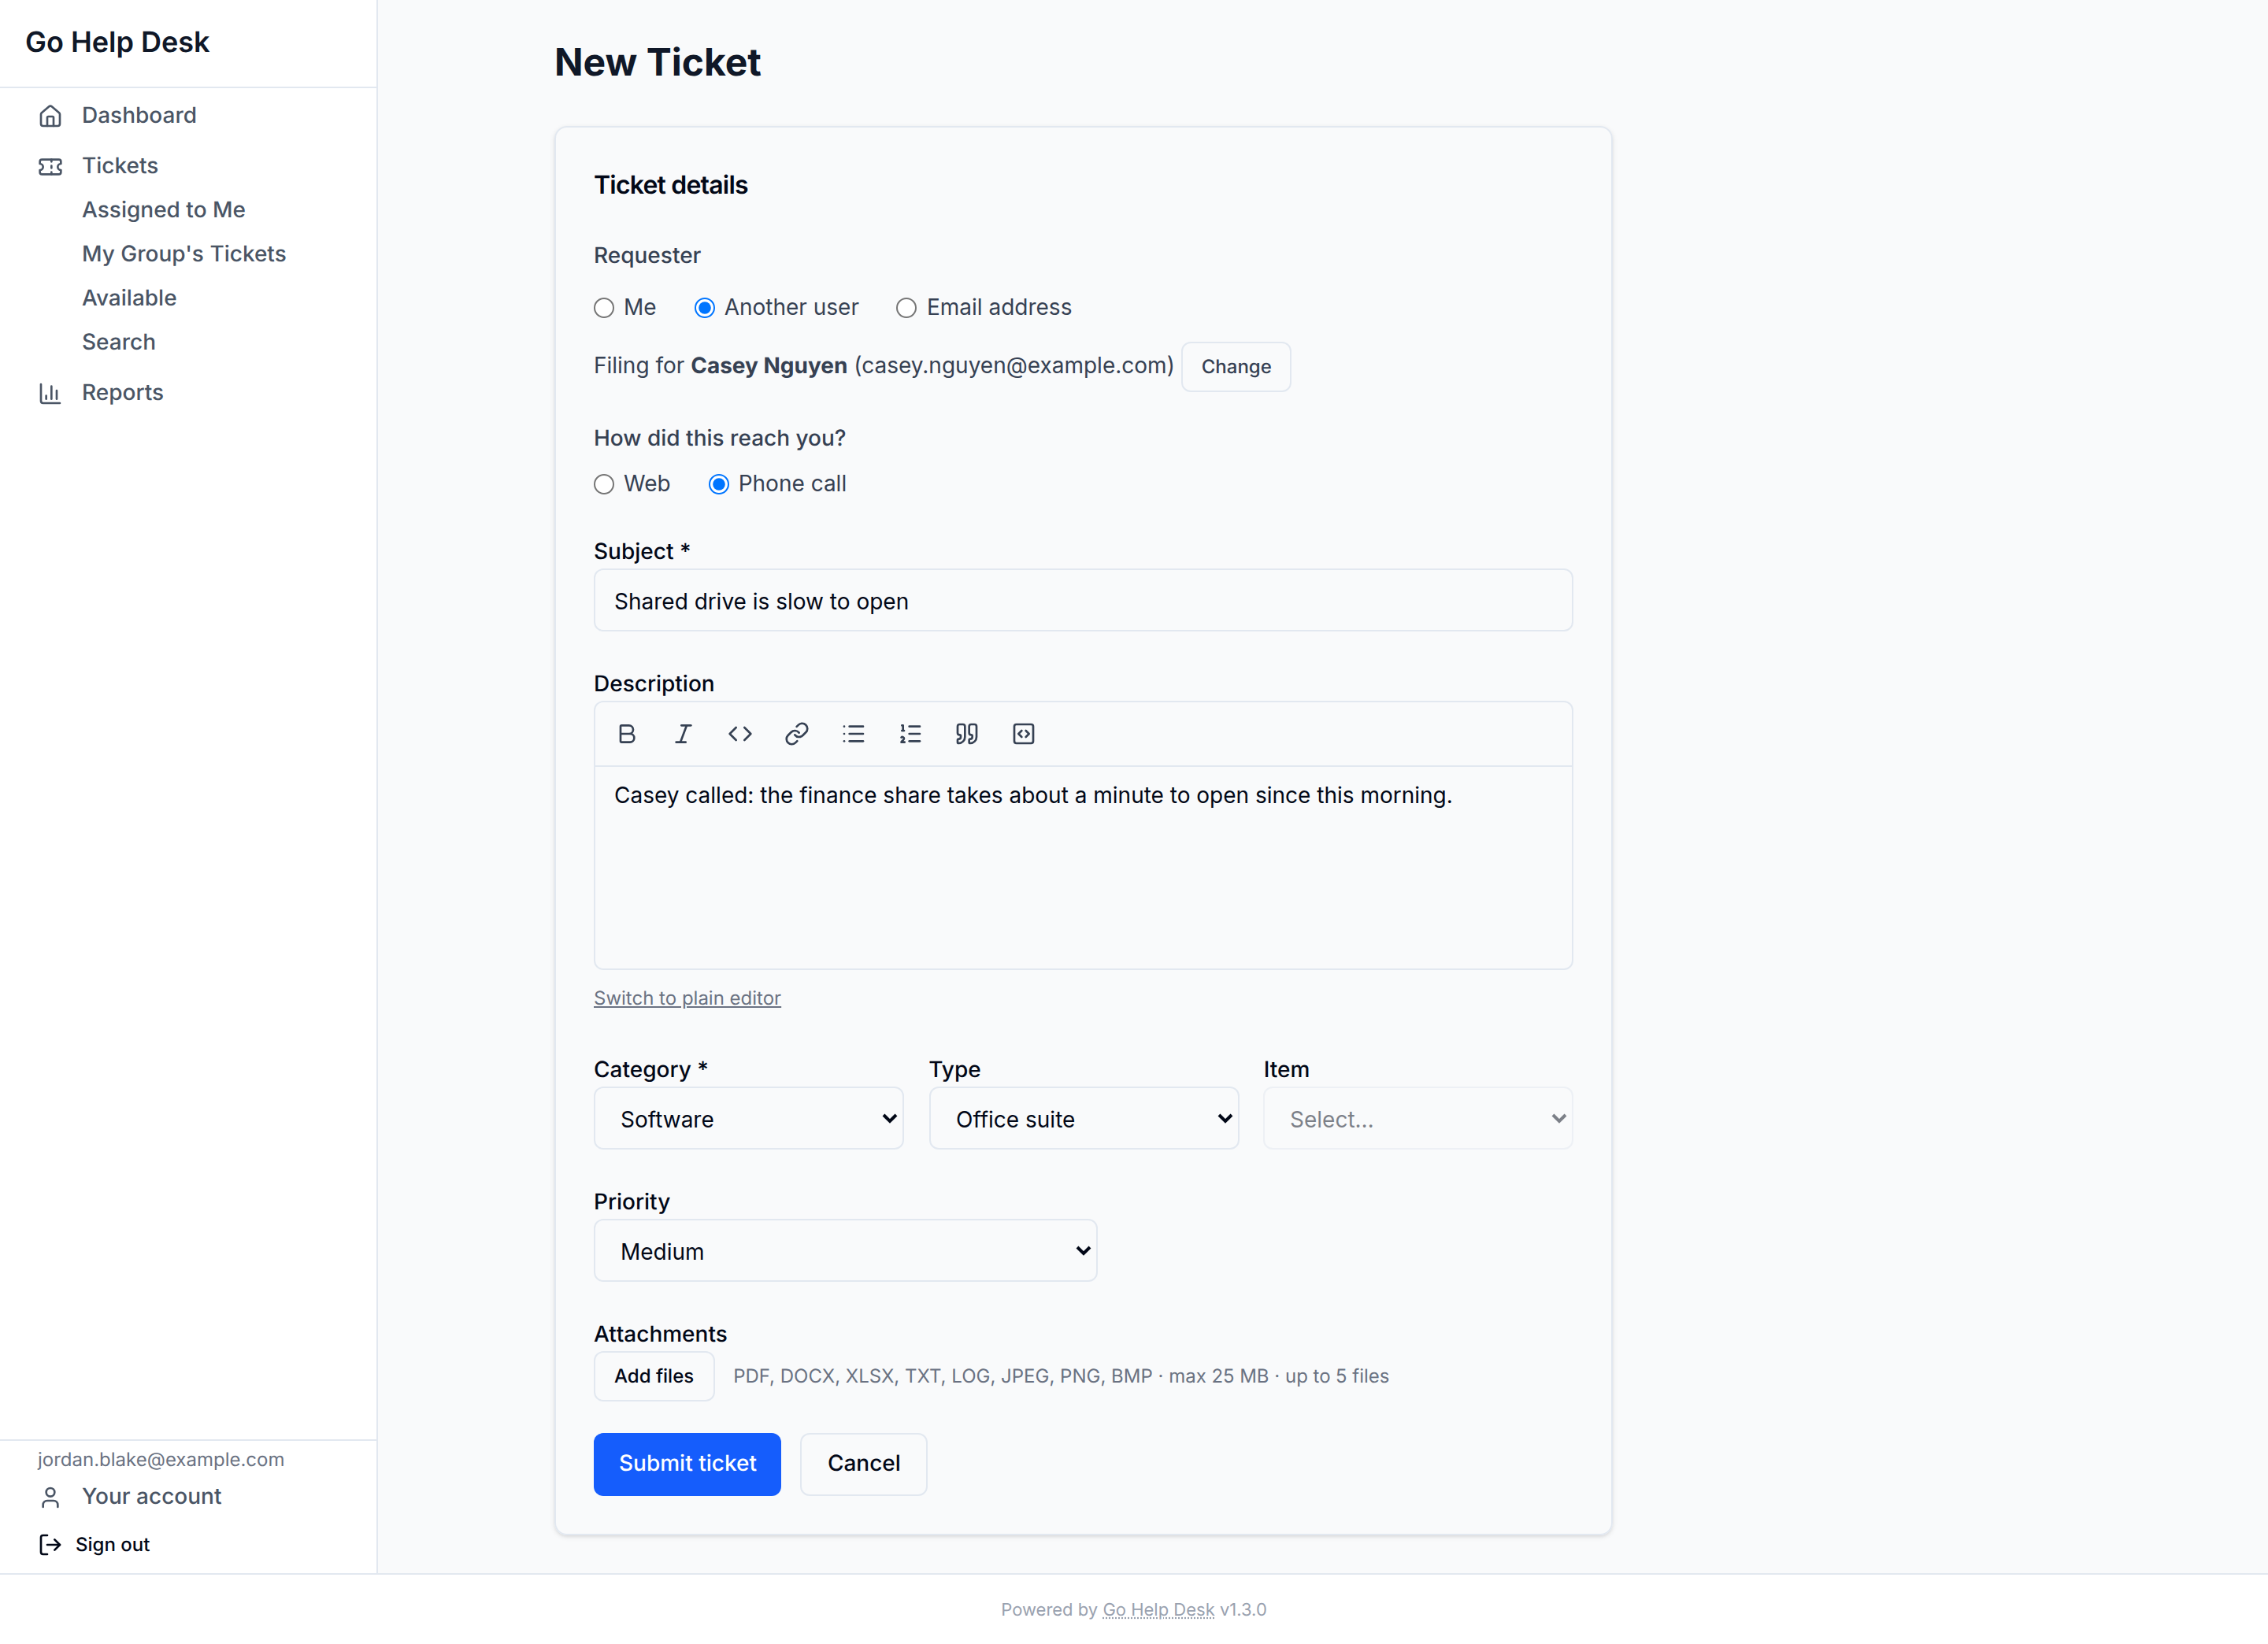 Go Help Desk
Dashboard
Tickets
Assigned to Me
My Group's Tickets
Available
Search
Reports
jordan.blake@example.com
Your account
Sign out
New Ticket
Ticket details
Requester
Me Another user Email address
Filing for Casey Nguyen (casey.nguyen@example.com) Change
How did this reach you?
Web Phone call
Subject *
Shared drive is slow to open
Description
Casey called: the finance share takes about a minute to open since this morning.
Switch to plain editor
Category * Type Item
Software Office suite Select...
Priority
Medium
Attachments
Add files PDF, DOCX, XLSX, TXT, LOG, JPEG, PNG, BMP · max 25 MB · up to 5 files
Submit ticket Cancel
Powered by Go Help Desk v1.3.0